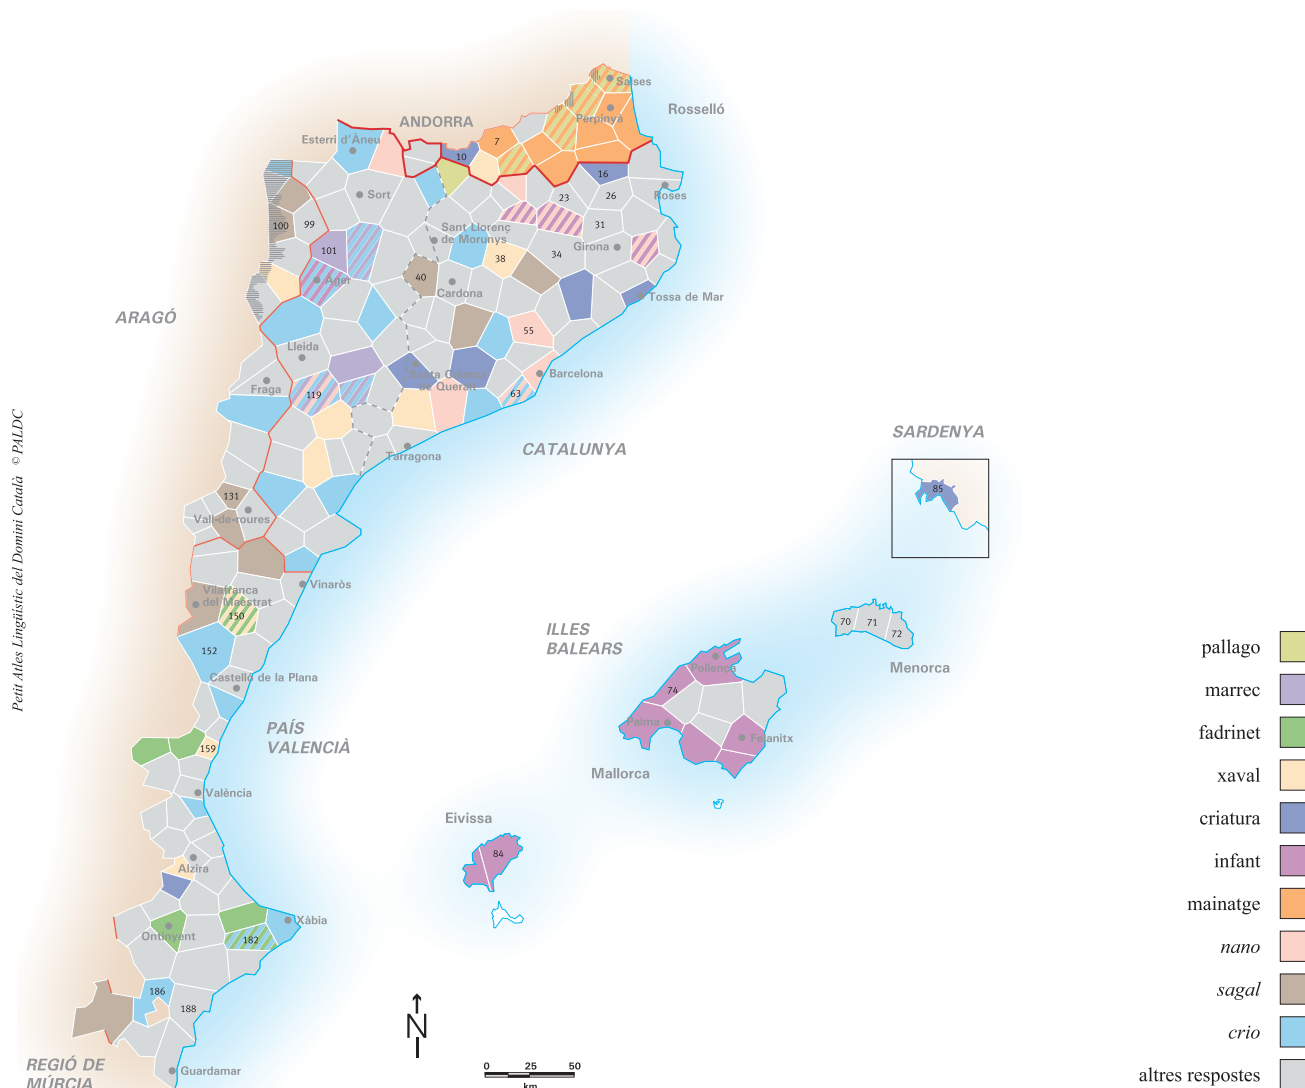 Salses
Rosselló
Perpinyà
ANDORRA
Esterri d'Àneu
7
10
16
Roses
Sort
23
26
100
99
31
Sant Llorenç
de Morunys
Girona
101
34
38
Àger
40
Cardona
Tossa de Mar
ARAGÓ
55
Lleida
Santa Coloma
de Queralt
Barcelona
Fraga
119
63
Petit Atles Lingüístic del Domini Català ©PALDC
SARDENYA
CATALUNYA
Tarragona
85
131
Vall-de-roures
Vinaròs
Vilafranca
del Maestrat
150
70
71
72
ILLES
BALEARS
152
Menorca
Pollença
Castelló de la Plana
74
Palma
Felanitx
PAÍS
VALENCIÀ
159
Mallorca
València
Eivissa
84
Alzira
Xàbia
Ontinyent
182
186
188
N
REGIÓ DE
MÚRCIA
Guardamar
0 25 50
km
pallago
marrec
fadrinet
xaval
criatura
infant
mainatge
nano
sagal
crio
altres respostes